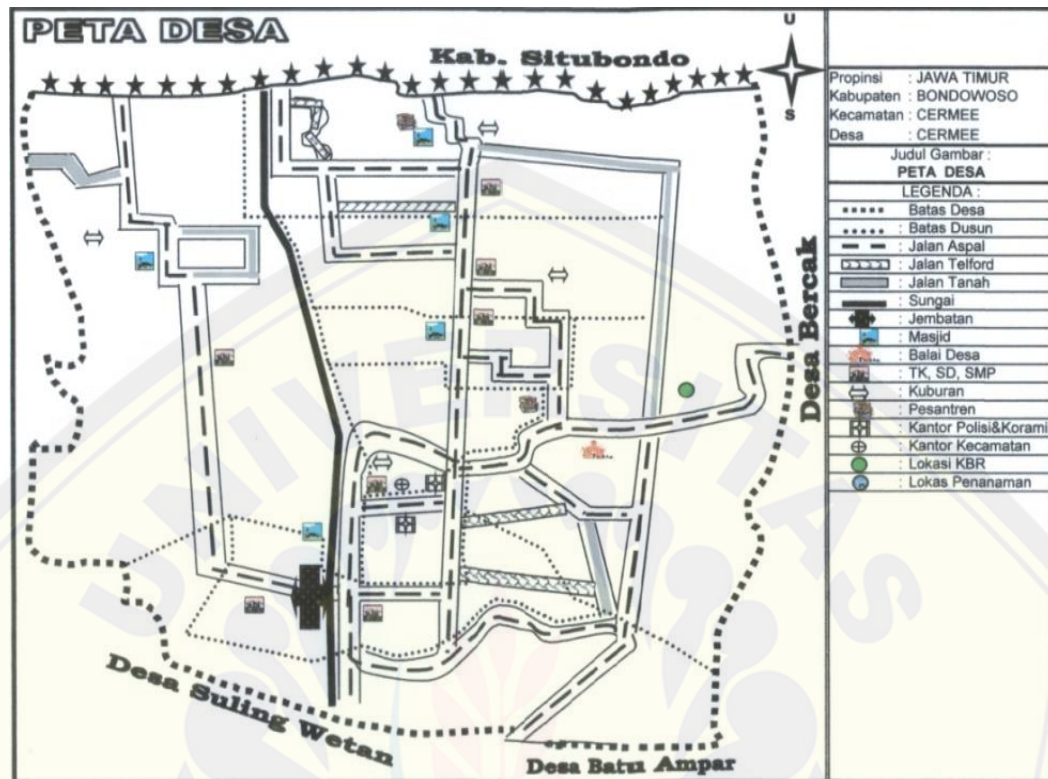 PETA DESA
Kab. Situbondo
U
S
Propinsi : JAWA TIMUR
Kabupaten : BONDOWOSO
Kecamatan : CERMEE
Desa : CERMEE
Judul Gambar :
PETA DESA
LEGENDA :
: Batas Desa
: Batas Dusun
: Jalan Aspal
: Jalan Telford
: Jalan Tanah
: Sungai
: Jembatan
: Masjid
: Balai Desa
: TK, SD, SMP
: Kuburan
: Pesantren
: Kantor Polisi&Korami
: Kantor Kecamatan
: Lokasi KBR
: Lokas Penanaman
Desa Bercak
Desa Suling Wetan
Desa Batu Ampar
UNIVERSITAS